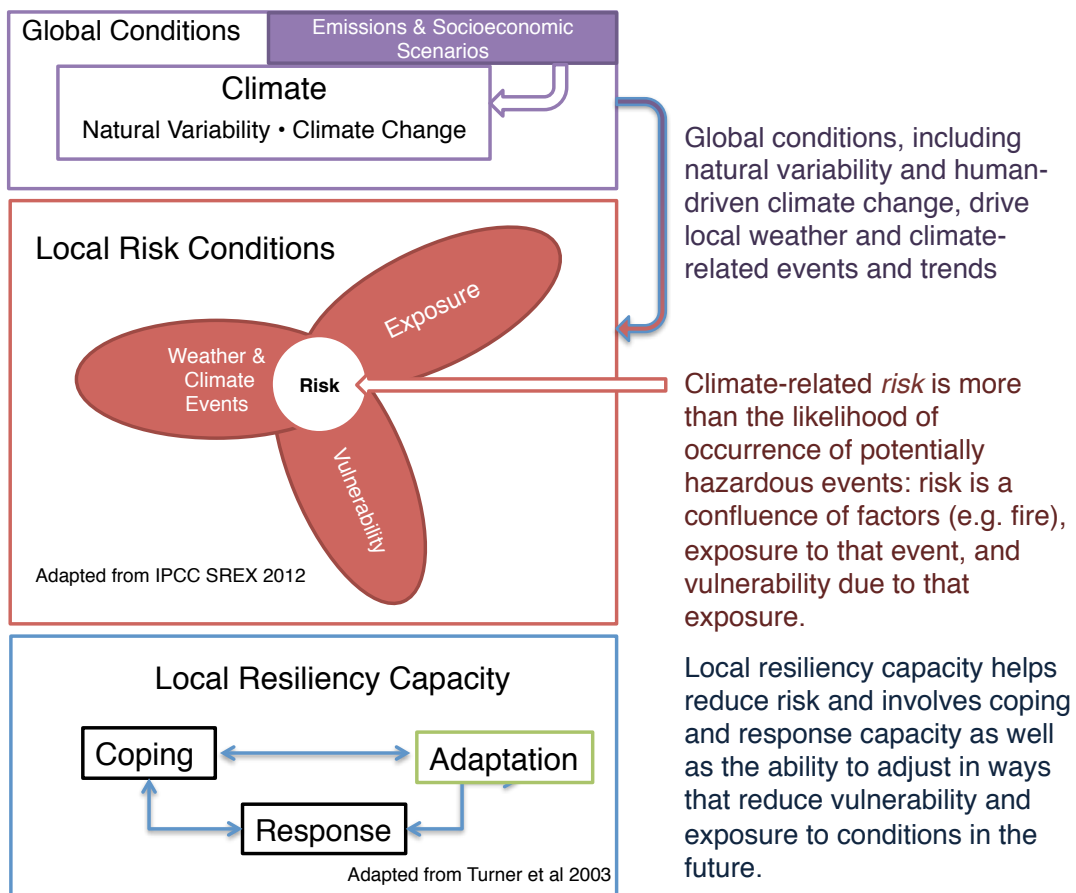 Global Conditions
Emissions & Socioeconomic
Scenarios
Climate
Natural Variability • Climate Change
Global conditions, including
natural variability and human-
driven climate change, drive
local weather and climate-
related events and trends
Local Risk Conditions
Exposure
Weather &
Climate
Events
Risk
Vulnerability
Adapted from IPCC SREX 2012
Climate-related risk is more
than the likelihood of
occurrence of potentially
hazardous events: risk is a
confluence of factors (e.g. fire),
exposure to that event, and
vulnerability due to that
exposure.
Local Resiliency Capacity
Coping
Adaptation
Response
Adapted from Turner et al 2003
Local resiliency capacity helps
reduce risk and involves coping
and response capacity as well
as the ability to adjust in ways
that reduce vulnerability and
exposure to conditions in the
future.